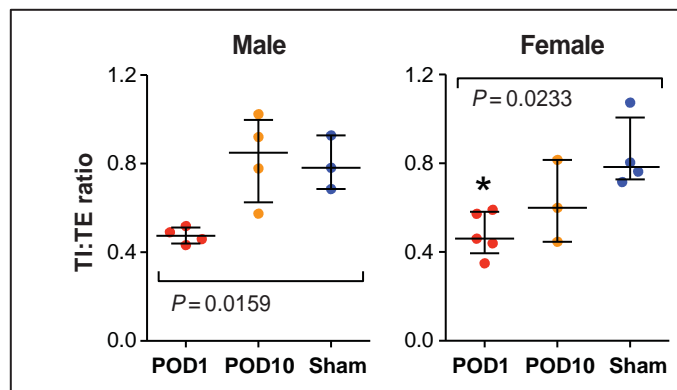 Male
Female
TI:TE ratio
1.2
0.8
0.4
0.0
P=0.0159
POD1 POD10 Sham
1.2
0.8
0.4
0.0
P=0.0233
*
POD1 POD10 Sham